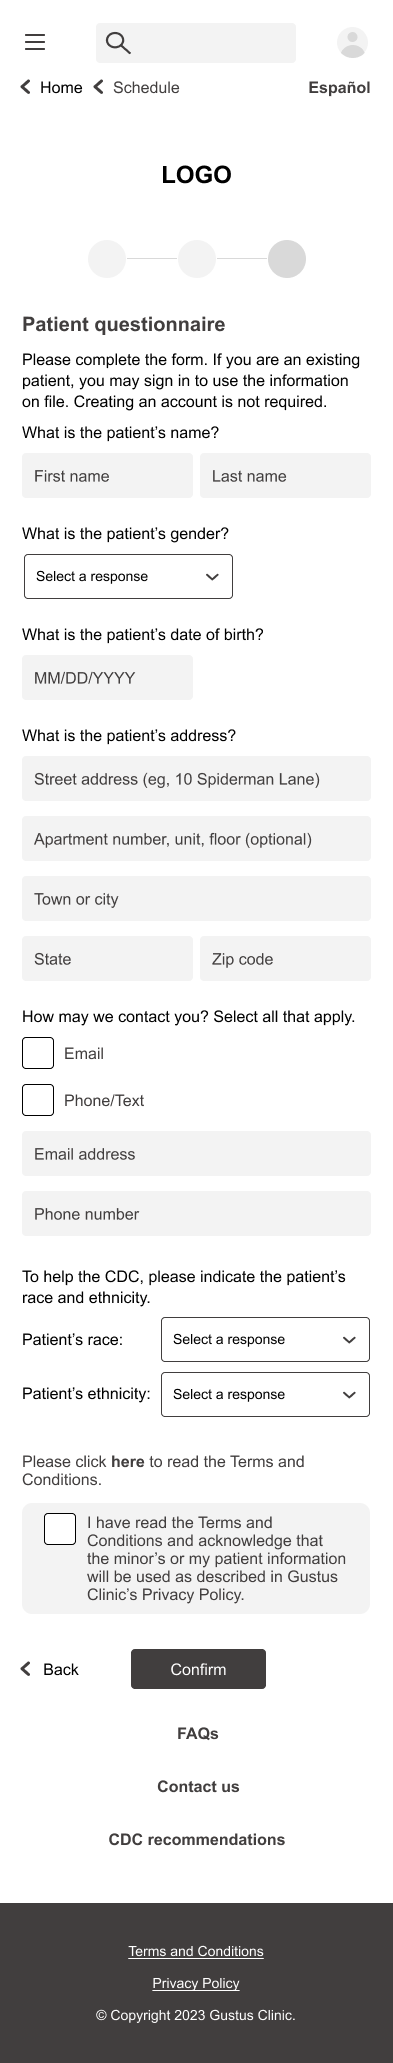 Home Schedule Español
LOGO
Patient questionnaire
Please complete the form. If you are an existing
patient, you may sign in to use the information
on file. Creating an account is not required.
What is the patient’s name?
First name Last name
What is the patient’s gender?
Select a response
What is the patient’s date of birth?
MM/DD/YYYY
What is the patient’s address?
Street address (eg, 10 Spiderman Lane)
Apartment number, unit, floor (optional)
Town or city
State Zip code
How may we contact you? Select all that apply.
Email
Phone/Text
Email address
Phone number
To help the CDC, please indicate the patient’s
race and ethnicity.
Patient’s race: Select a response
Patient’s ethnicity: Select a response
Please click here to read the Terms and
Conditions.
I have read the Terms and
Conditions and acknowledge that
the minor’s or my patient information
will be used as described in Gustus
Clinic’s Privacy Policy.
Back Confirm
FAQs
Contact us
CDC recommendations
Terms and Conditions
Privacy Policy
© Copyright 2023 Gustus Clinic.